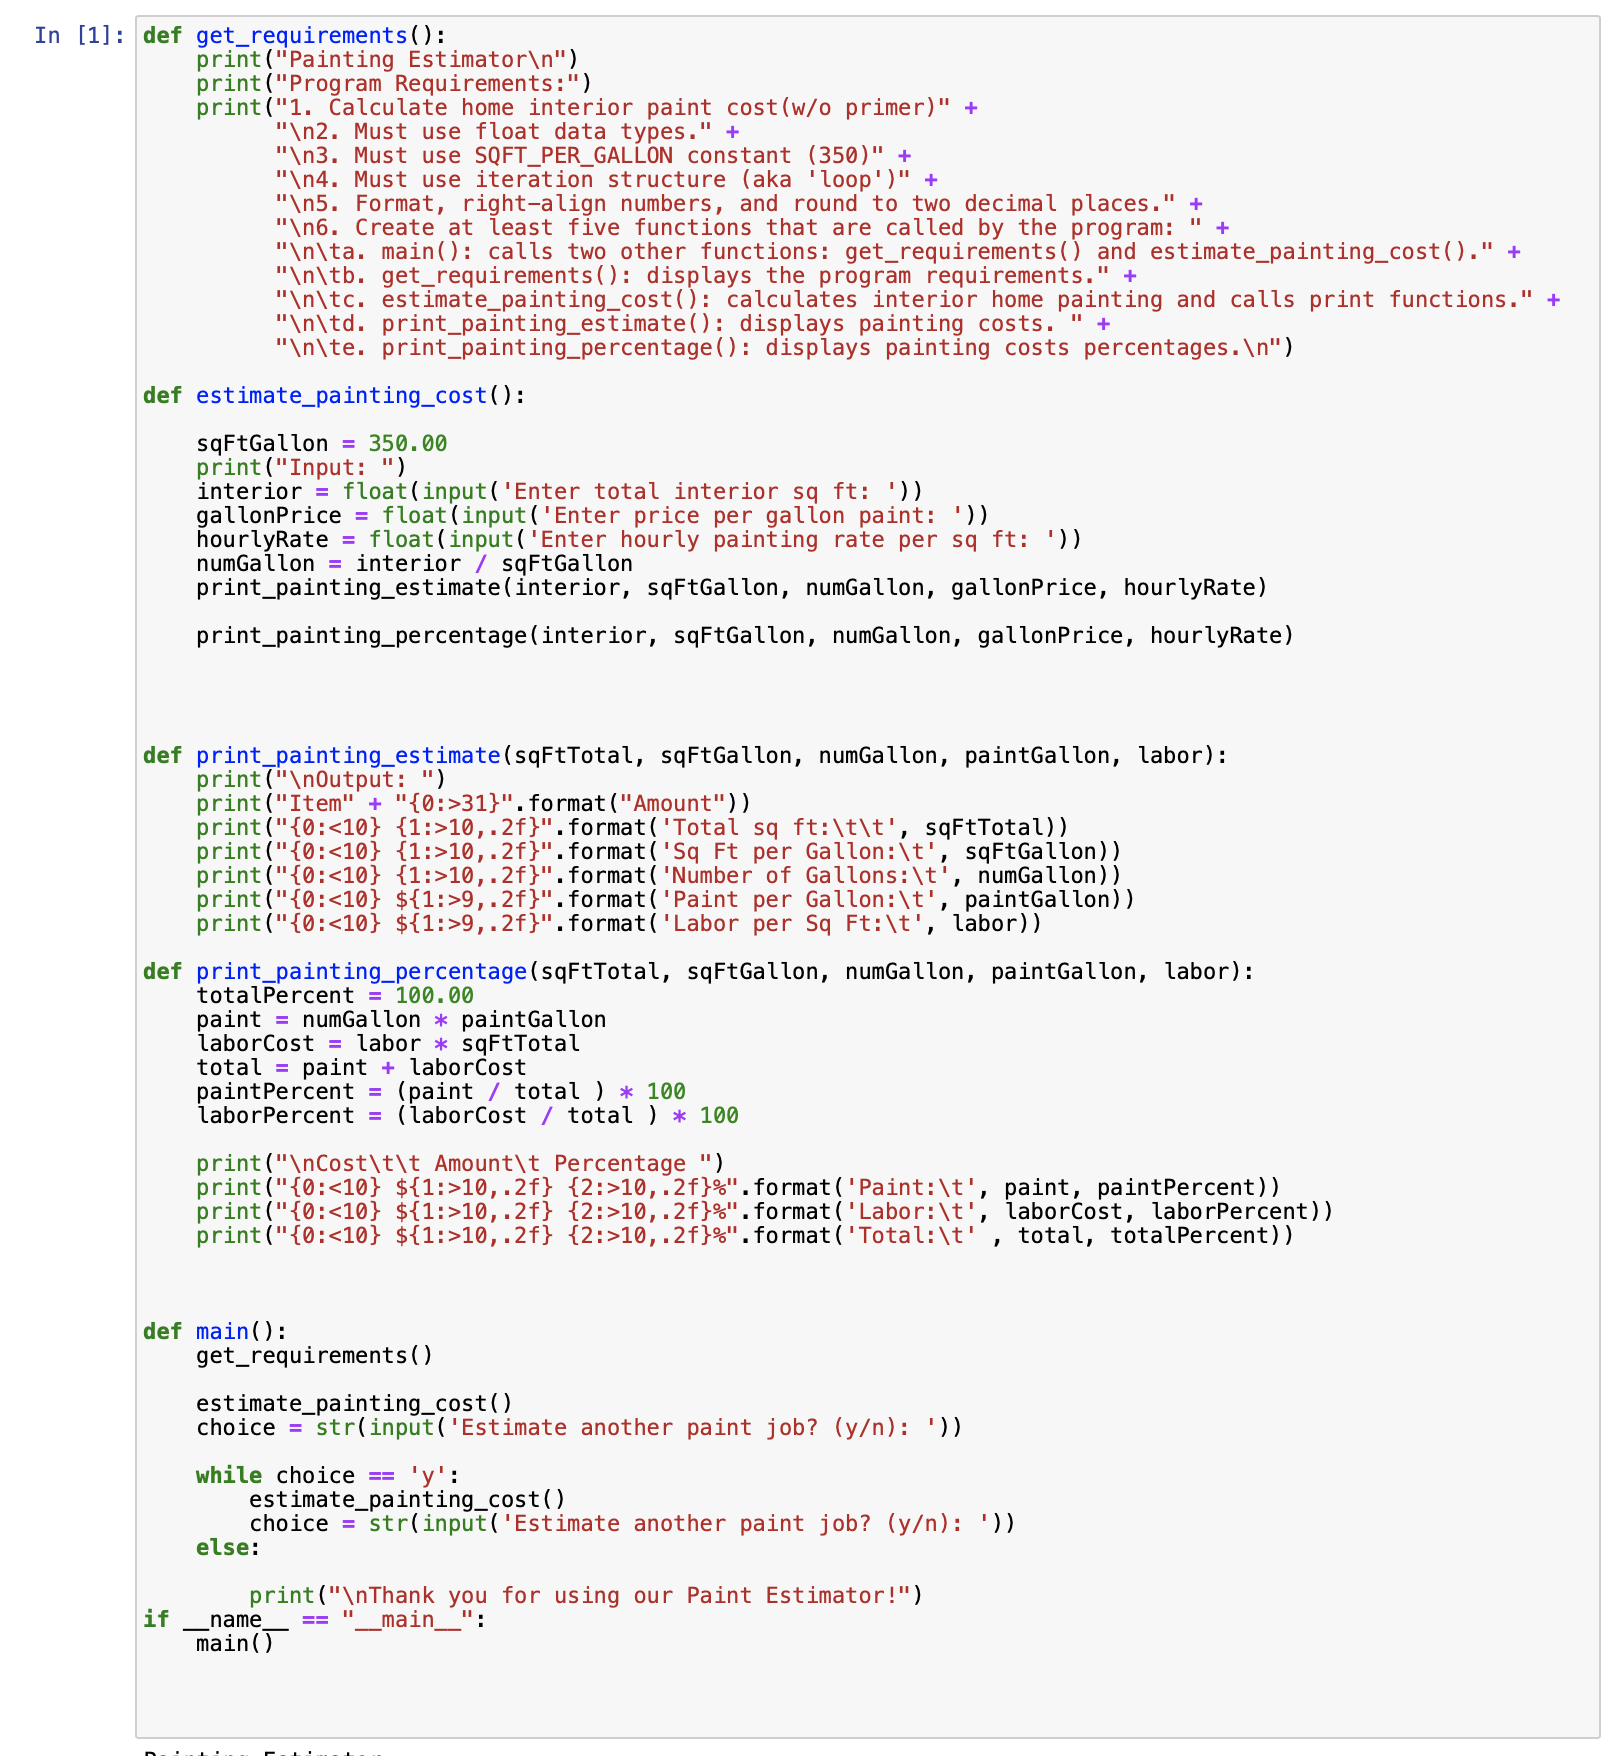 In [1]:
def get_requirements():
    print("Painting Estimator\n")
    print("Program Requirements:")
    print("1. Calculate home interior paint cost(w/o primer)" +
          "\n2. Must use float data types." +
          "\n3. Must use SQFT_PER_GALLON constant (350)" +
          "\n4. Must use iteration structure (aka 'loop')" +
          "\n5. Format, right-align numbers, and round to two decimal places." +
          "\n6. Create at least five functions that are called by the program: " +
          "\n\ta. main(): calls two other functions: get_requirements() and estimate_painting_cost()." +
          "\n\tb. get_requirements(): displays the program requirements." +
          "\n\tc. estimate_painting_cost(): calculates interior home painting and calls print functions." +
          "\n\td. print_painting_estimate(): displays painting costs. " +
          "\n\te. print_painting_percentage(): displays painting costs percentages.\n")
def estimate_painting_cost():
    sqFtGallon = 350.00
    print("Input: ")
    interior = float(input('Enter total interior sq ft: '))
    gallonPrice = float(input('Enter price per gallon paint: '))
    hourlyRate = float(input('Enter hourly painting rate per sq ft: '))
    numGallon = interior / sqFtGallon
    print_painting_estimate(interior, sqFtGallon, numGallon, gallonPrice, hourlyRate)
    print_painting_percentage(interior, sqFtGallon, numGallon, gallonPrice, hourlyRate)
def print_painting_estimate(sqFtTotal, sqFtGallon, numGallon, paintGallon, labor):
    print("\nOutput: ")
    print("Item" + "{0:>31}".format("Amount"))
    print("{0:<10} {1:>10,.2f}".format('Total sq ft:\t\t', sqFtTotal))
    print("{0:<10} {1:>10,.2f}".format('Sq Ft per Gallon:\t', sqFtGallon))
    print("{0:<10} {1:>10,.2f}".format('Number of Gallons:\t', numGallon))
    print("{0:<10} ${1:>9,.2f}".format('Paint per Gallon:\t', paintGallon))
    print("{0:<10} ${1:>9,.2f}".format('Labor per Sq Ft:\t', labor))
def print_painting_percentage(sqFtTotal, sqFtGallon, numGallon, paintGallon, labor):
    totalPercent = 100.00
    paint = numGallon * paintGallon
    laborCost = labor * sqFtTotal
    total = paint + laborCost
    paintPercent = (paint / total ) * 100
    laborPercent = (laborCost / total ) * 100
    print("\nCost\t\t Amount\t Percentage ")
    print("{0:<10} ${1:>10,.2f} {2:>10,.2f}%".format('Paint:\t', paint, paintPercent))
    print("{0:<10} ${1:>10,.2f} {2:>10,.2f}%".format('Labor:\t', laborCost, laborPercent))
    print("{0:<10} ${1:>10,.2f} {2:>10,.2f}%".format('Total:\t' , total, totalPercent))
def main():
    get_requirements()
    estimate_painting_cost()
    choice = str(input('Estimate another paint job? (y/n): '))
    while choice == 'y':
        estimate_painting_cost()
        choice = str(input('Estimate another paint job? (y/n): '))
    else:
        print("\nThank you for using our Paint Estimator!")
if __name__ == "__main__":
    main()
Painting Estimator